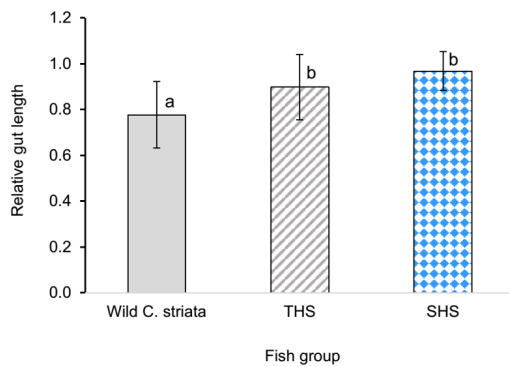 1.2
1.0
0.8
0.6
0.4
0.2
0.0
Relative gut length
a
b
b
Wild C. striata
THS
SHS
Fish group